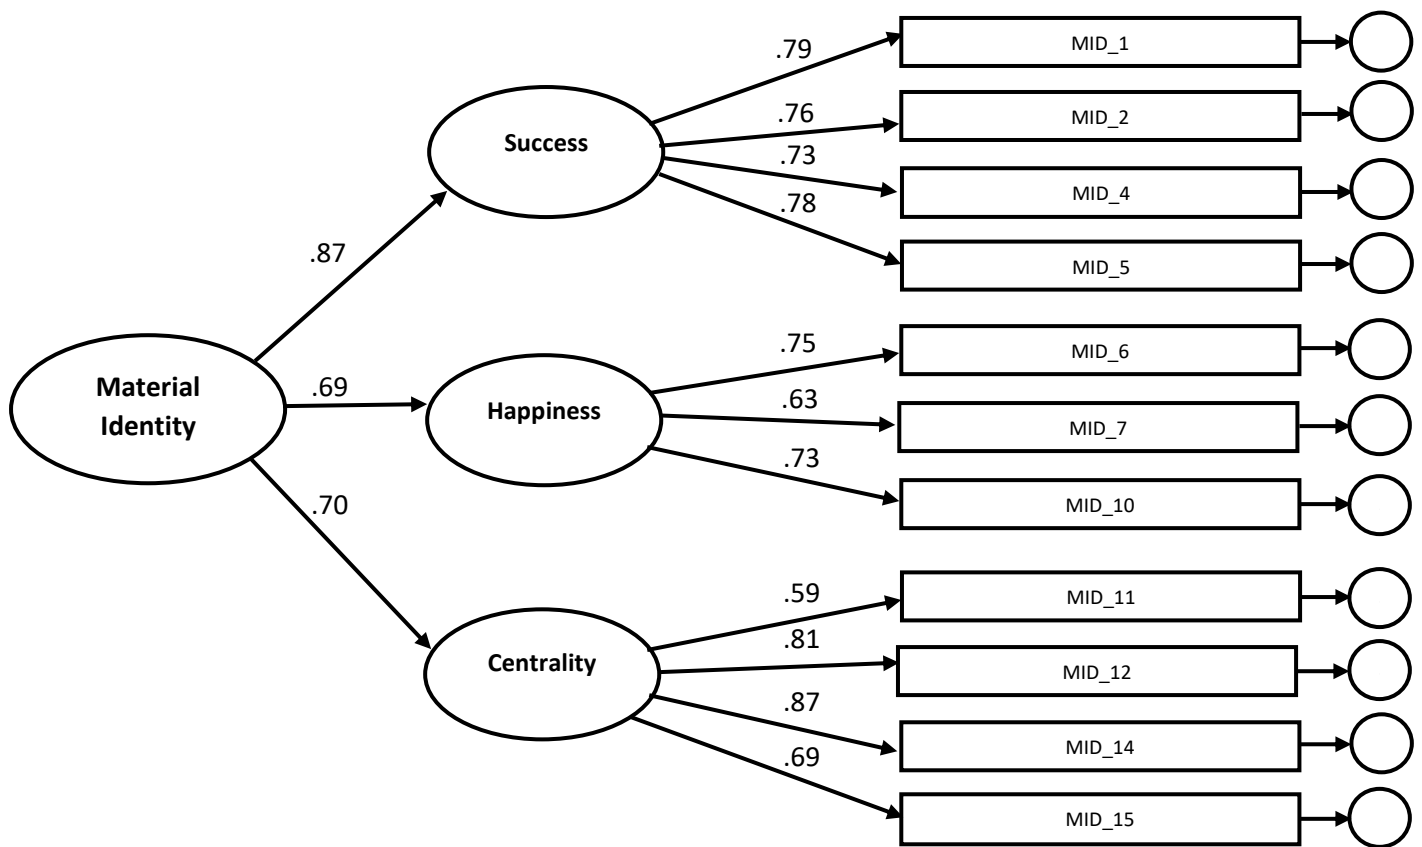 .79
MID_1
.76
MID_2
Success
.73
MID_4
.78
MID_5
.87
.75
MID_6
Material
Identity
.69
Happiness
.63
MID_7
.73
MID_10
.70
.59
MID_11
.81
MID_12
Centrality
.87
MID_14
.69
MID_15